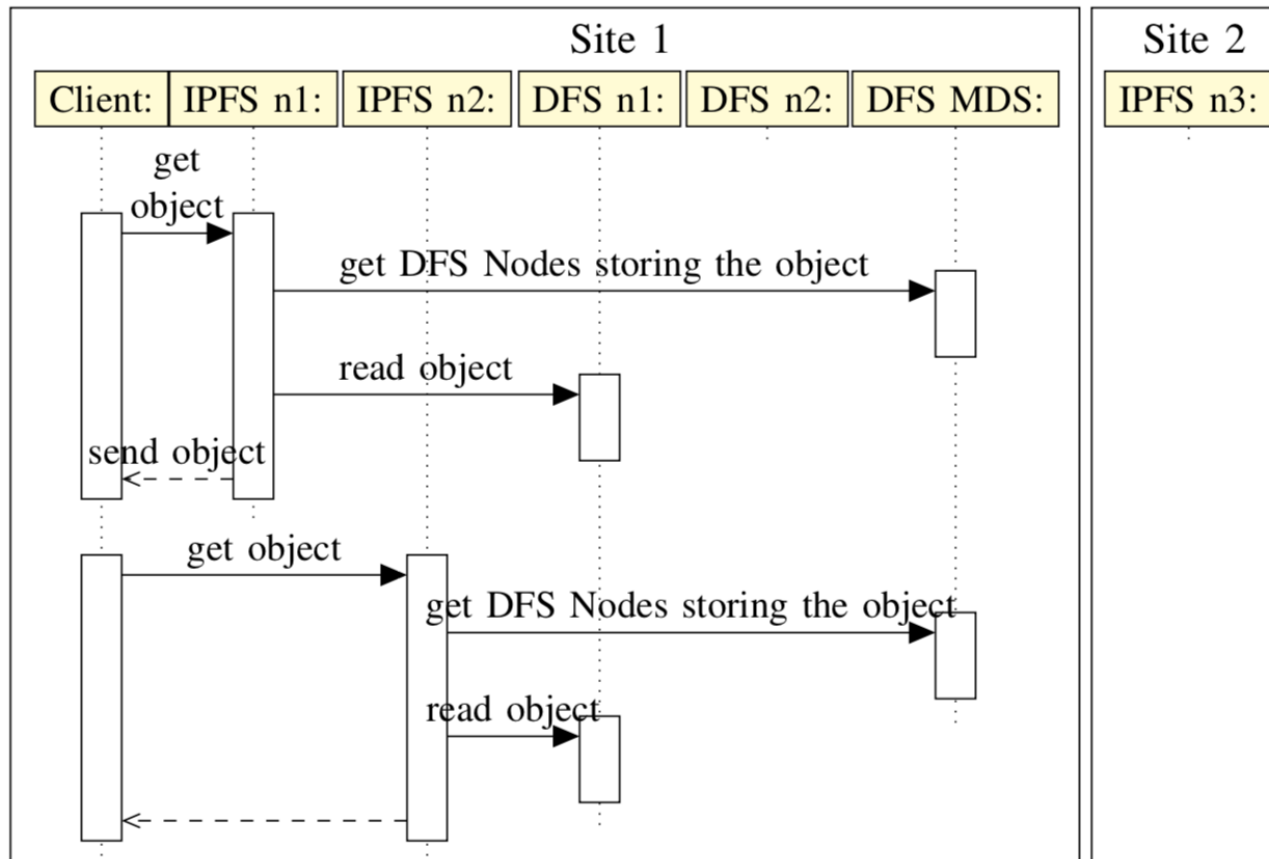 Site 1
Site 2
Client:
IPFS n1:
IPFS n2:
DFS n1:
DFS n2:
DFS MDS:
IPFS n3:
get
object
get DFS Nodes storing the object
read object
send object
get object
get DFS Nodes storing the object
read object